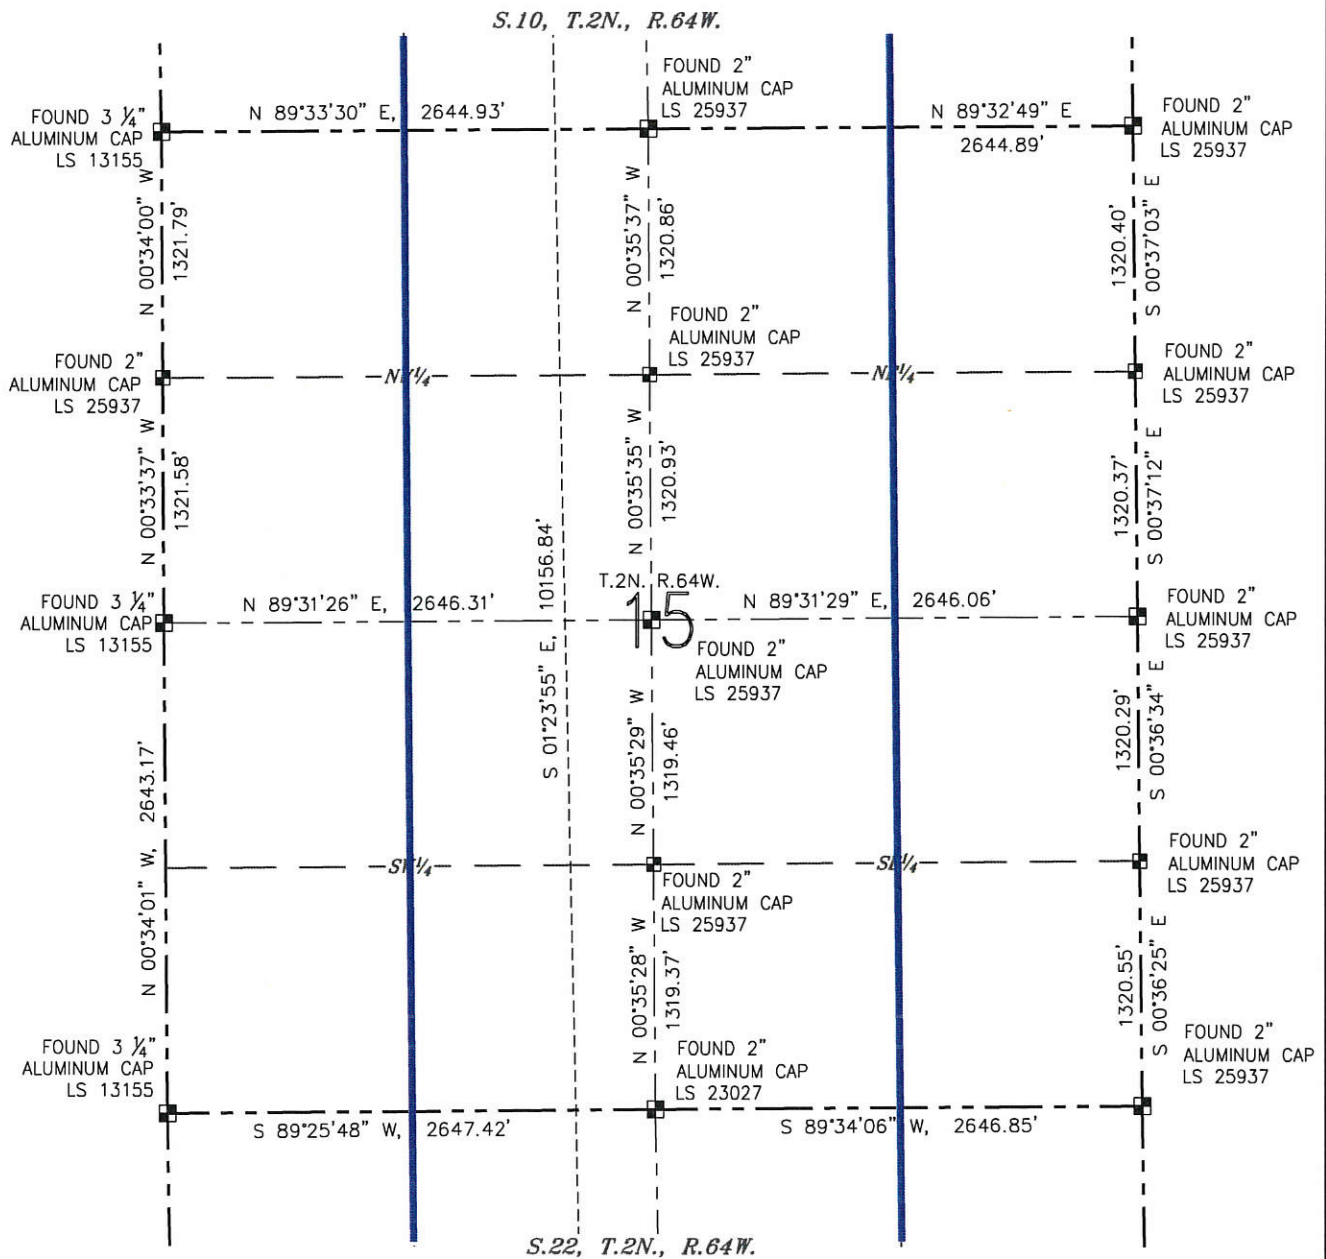 S.10, T.2N., R.64W.
FOUND 3 ¼"
ALUMINUM CAP
LS 13155
N 89°33'30" E, 2644.93'
FOUND 2"
ALUMINUM CAP
LS 25937
N 89°32'49" E
2644.89'
FOUND 2"
ALUMINUM CAP
LS 25937
N 00°34'00" W
1321.79'
N 00°35'37" W
1320.86'
1320.40'
S 00°37'03" E
FOUND 2"
ALUMINUM CAP
LS 25937
NW¼
FOUND 2"
ALUMINUM CAP
LS 25937
NE¼
FOUND 2"
ALUMINUM CAP
LS 25937
N 00°33'37" W
1321.58'
N 00°35'35" W
1320.93'
1320.37'
S 00°37'12" E
FOUND 3 ¼"
ALUMINUM CAP
LS 13155
N 89°31'26" E, 2646.31'
S 01°23'55" E, 10156.84'
T.2N. R.64W.
15
FOUND 2"
ALUMINUM CAP
LS 25937
N 89°31'29" E, 2646.06'
FOUND 2"
ALUMINUM CAP
LS 25937
N 00°34'01" W, 2643.17'
N 00°35'29" W
1319.46'
1320.29'
S 00°36'34" E
SW¼
FOUND 2"
ALUMINUM CAP
LS 25937
SE¼
FOUND 2"
ALUMINUM CAP
LS 25937
N 00°35'28" W
1319.37'
1320.55'
S 00°36'25" E
FOUND 3 ¼"
ALUMINUM CAP
LS 13155
FOUND 2"
ALUMINUM CAP
LS 23027
FOUND 2"
ALUMINUM CAP
LS 25937
S 89°25'48" W, 2647.42'
S 89°34'06" W, 2646.85'
S.22, T.2N., R.64W.